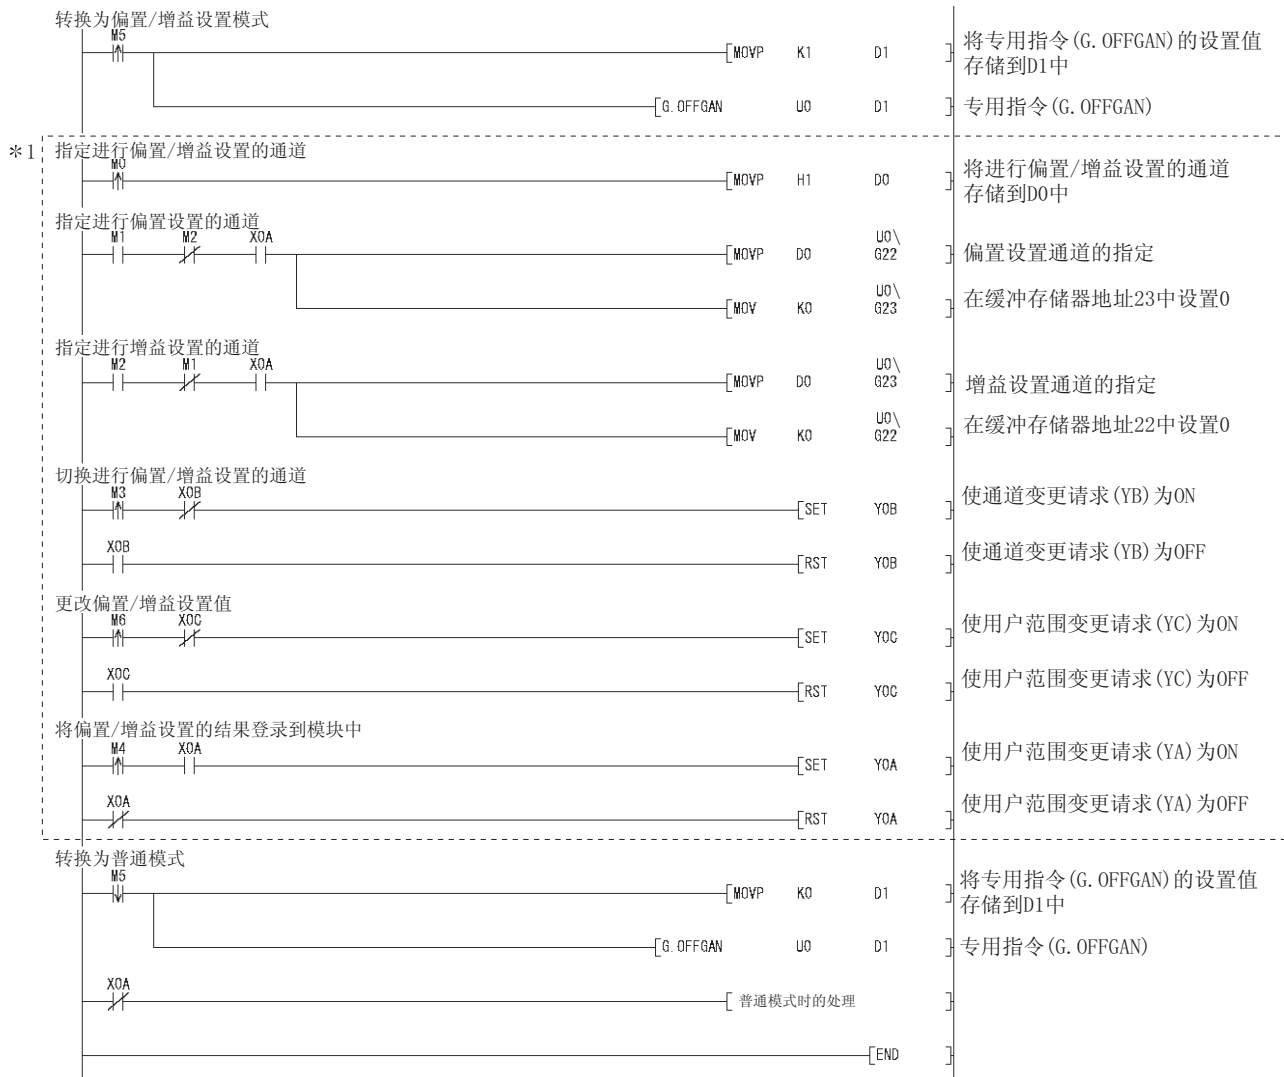 转换为偏置/增益设置模式
M5
MOVP K1 D1 将专用指令(G.OFFGAN)的设置值
存储到D1中
G.OFFGAN U0 D1 专用指令(G.OFFGAN)
*1 指定进行偏置/增益设置的通道
M0
MOVP H1 D0 将进行偏置/增益设置的通道
存储到D0中
指定进行偏置设置的通道
M1 M2 X0A
MOVP D0 U0\
G22 偏置设置通道的指定
MOV K0 U0\
G23 在缓冲存储器地址23中设置0
指定进行增益设置的通道
M2 M1 X0A
MOVP D0 U0\
G23 增益设置通道的指定
MOV K0 U0\
G22 在缓冲存储器地址22中设置0
切换进行偏置/增益设置的通道
M3 X0B
SET Y0B 使通道变更请求(YB)为ON
X0B
RST Y0B 使通道变更请求(YB)为OFF
更改偏置/增益设置值
M6 X0C
SET Y0C 使用户范围变更请求(YC)为ON
X0C
RST Y0C 使用户范围变更请求(YC)为OFF
将偏置/增益设置的结果登录到模块中
M4 X0A
SET Y0A 使用户范围变更请求(YA)为ON
X0A
RST Y0A 使用户范围变更请求(YA)为OFF
转换为普通模式
M5
MOVP K0 D1 将专用指令(G.OFFGAN)的设置值
存储到D1中
G.OFFGAN U0 D1 专用指令(G.OFFGAN)
X0A
普通模式时的处理
END